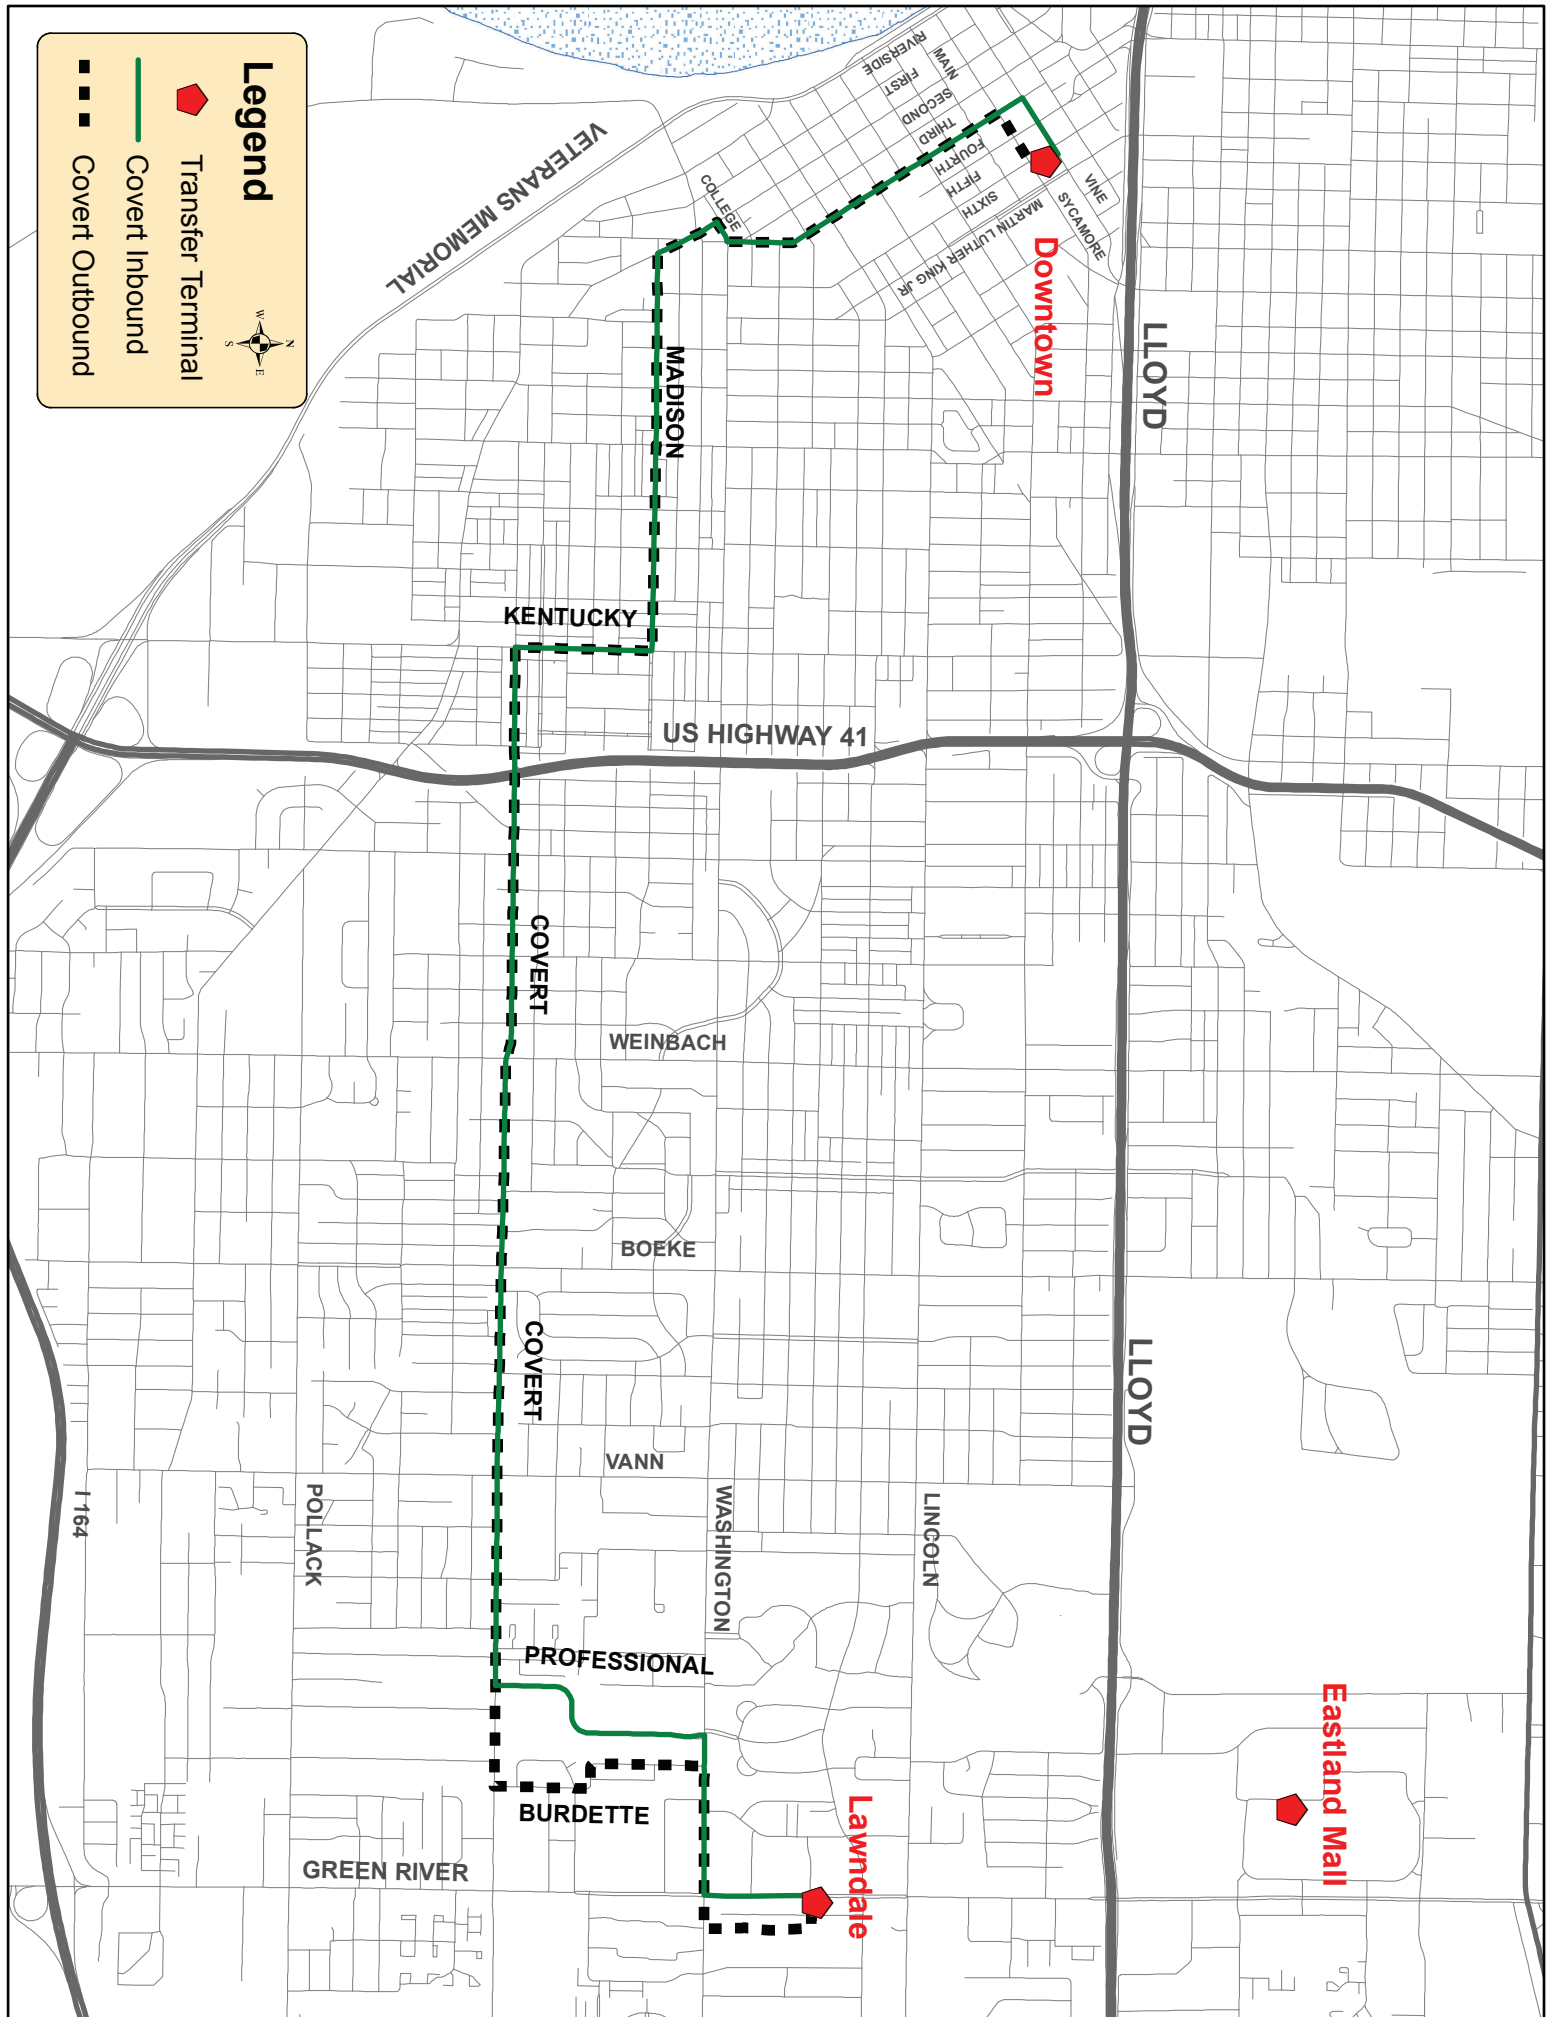 Legend
Transfer Terminal
Covert Inbound
Covert Outbound
N
W
E
S
RIVERSIDE
FIRST
SECOND
THIRD
FOURTH
FIFTH
SIXTH
MAIN
MARTIN LUTHER KING JR
VINE
SYCAMORE
COLLEGE
Downtown
VETERANS MEMORIAL
LLOYD
MADISON
KENTUCKY
US HIGHWAY 41
COVERT
WEINBACH
BOEKE
COVERT
LLOYD
VANN
I 164
POLLACK
WASHINGTON
LINCOLN
PROFESSIONAL
BURDETTE
GREEN RIVER
Eastland Mall
Lawndale